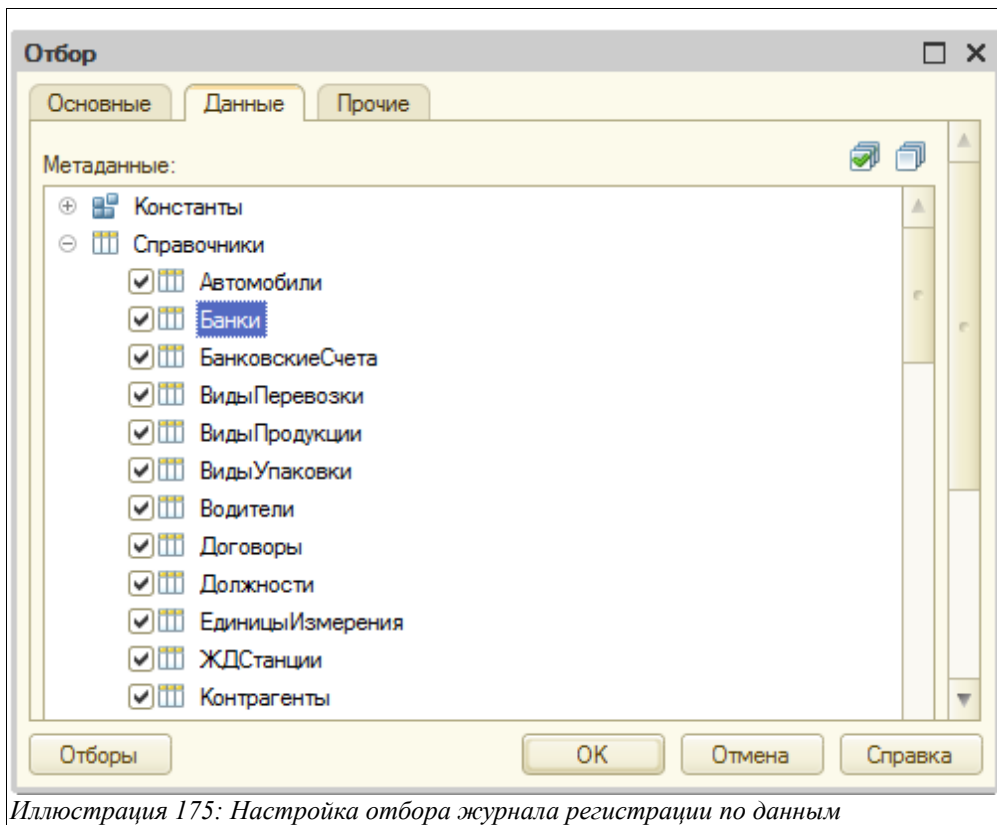 Отбор
Основные Данные Прочие
Метаданные:
Константы
Справочники
Автомобили
Банки
БанковскиеСчета
ВидыПеревозки
ВидыПродукции
ВидыУпаковки
Водители
Договоры
Должности
ЕдиницыИзмерения
ЖДСтанции
Контрагенты
Отборы OK Отмена Справка
Иллюстрация 175: Настройка отбора журнала регистрации по данным